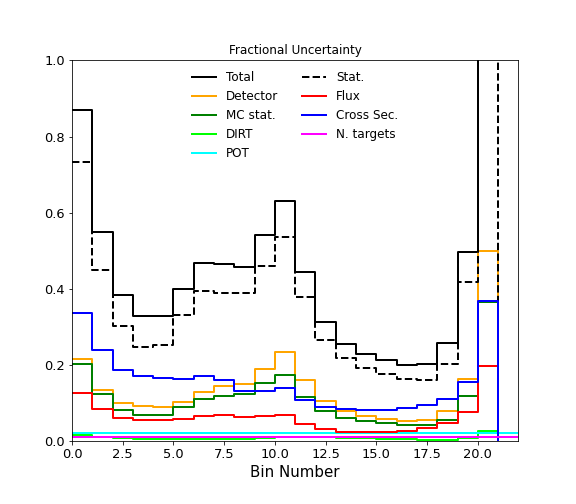 Fractional Uncertainty
1.0
0.8
0.6
0.4
0.2
0.0
Total
Detector
MC stat.
DIRT
POT
Stat.
Flux
Cross Sec.
N. targets
0.0 2.5 5.0 7.5 10.0 12.5 15.0 17.5 20.0
Bin Number